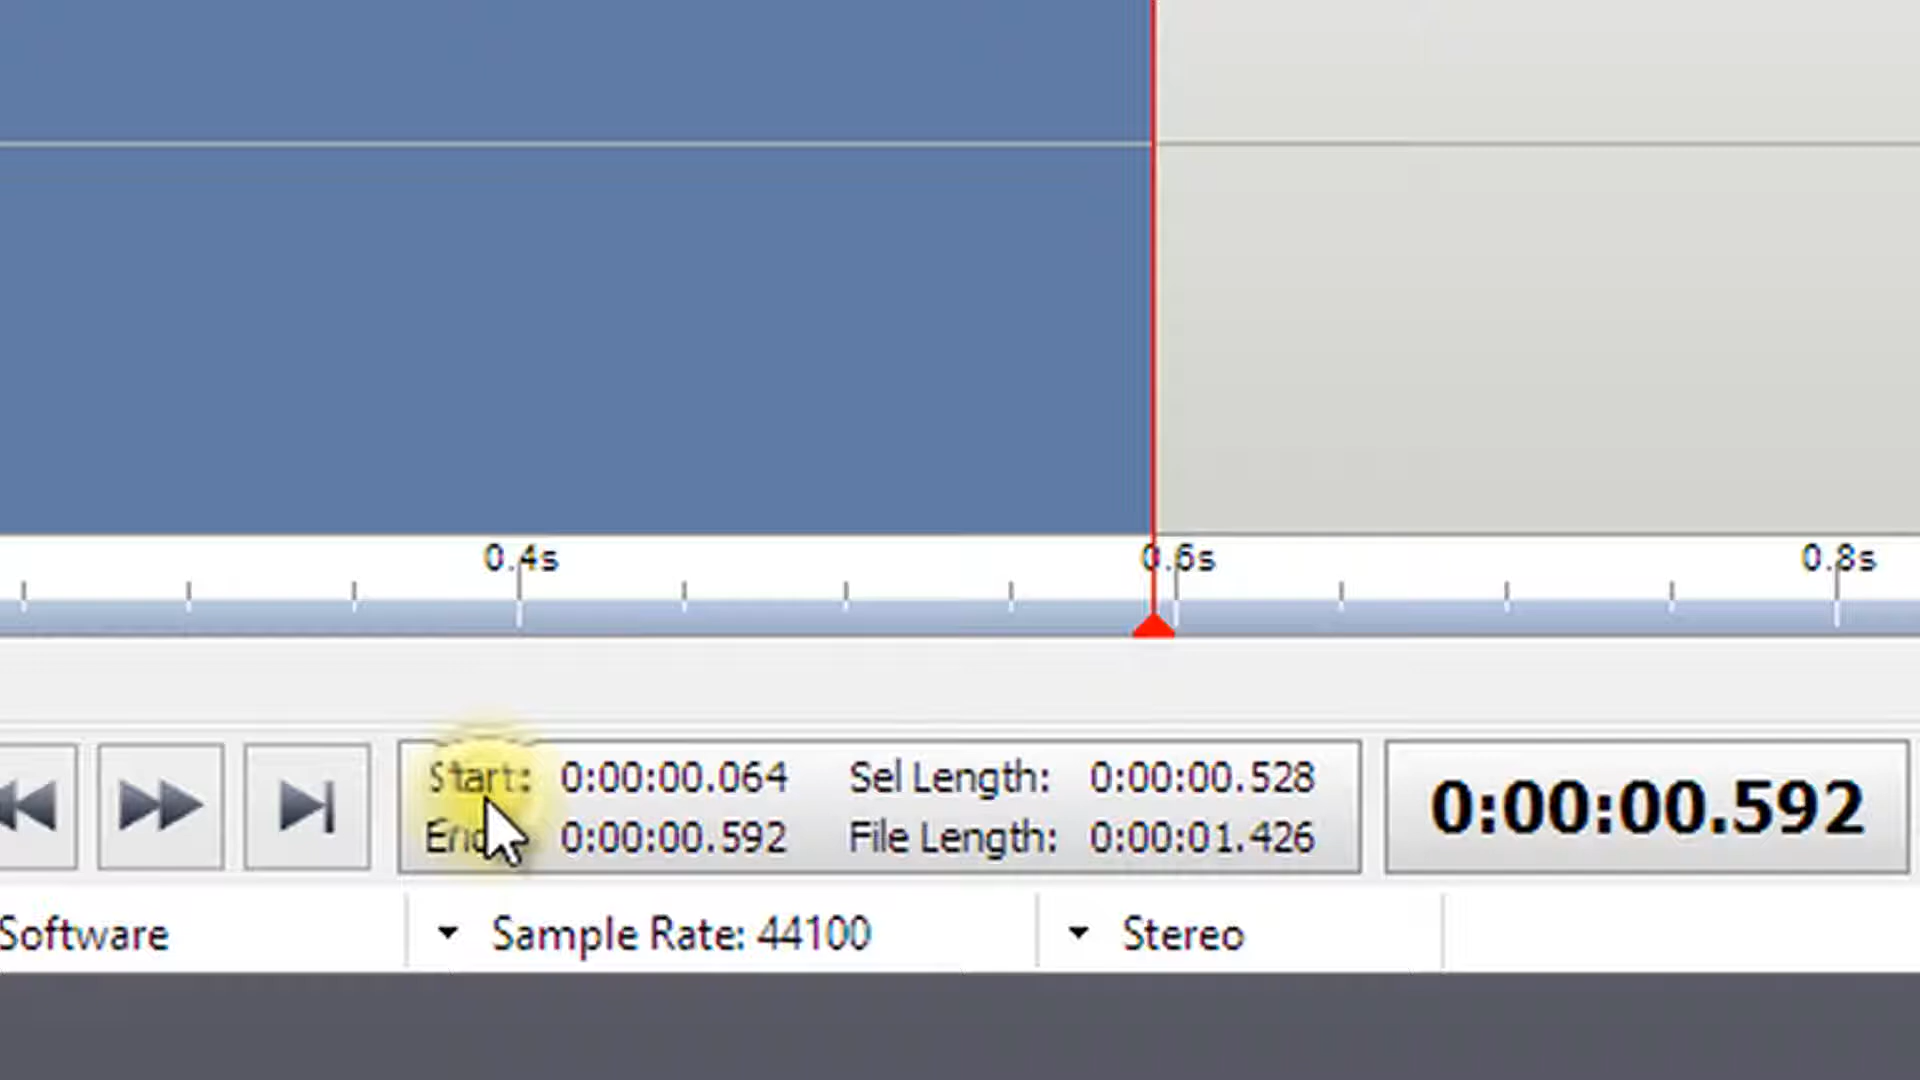 0.4s 0.6s 0.8s
Start: 0:00:00.064 Sel Length: 0:00:00.528
0:00:00.592 File Length: 0:00:01.426
0:00:00.592
Software Sample Rate: 44100 Stereo